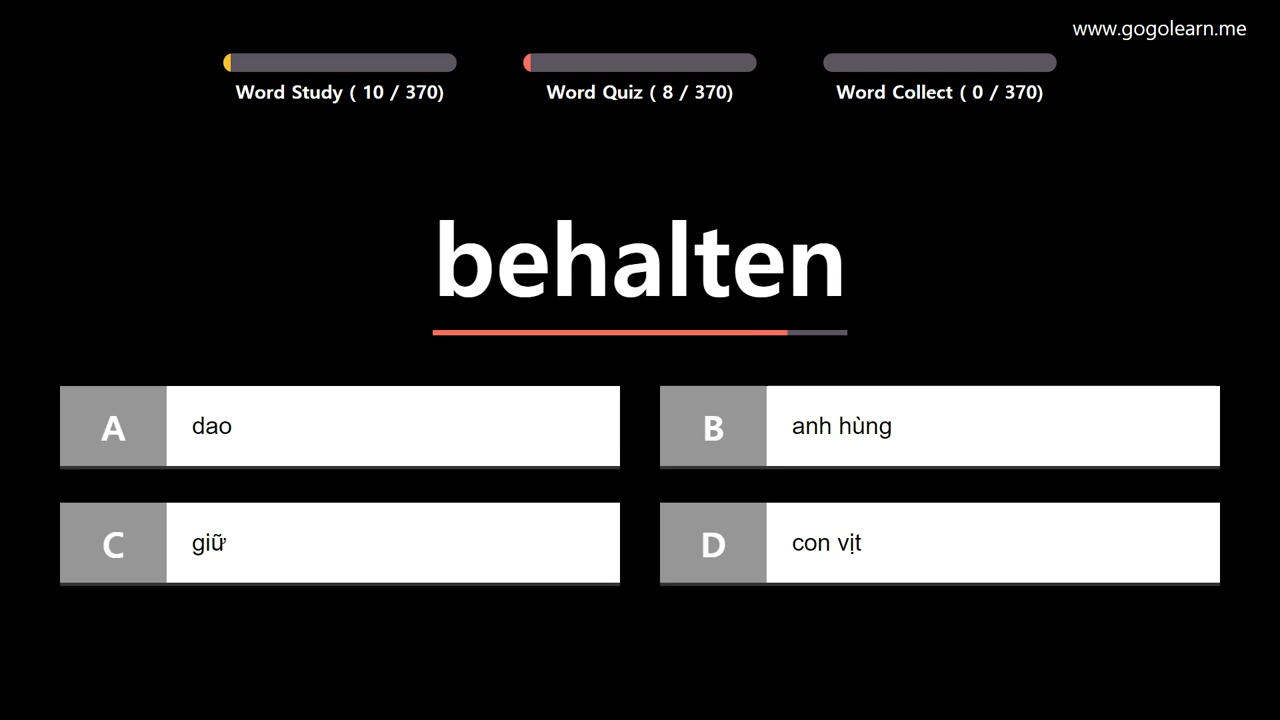 www.gogolearn.me
Word Study ( 10 / 370)
Word Quiz ( 8 / 370)
Word Collect ( 0 / 370)
behalten
A
dao
B
anh hùng
C
giữ
D
con vịt